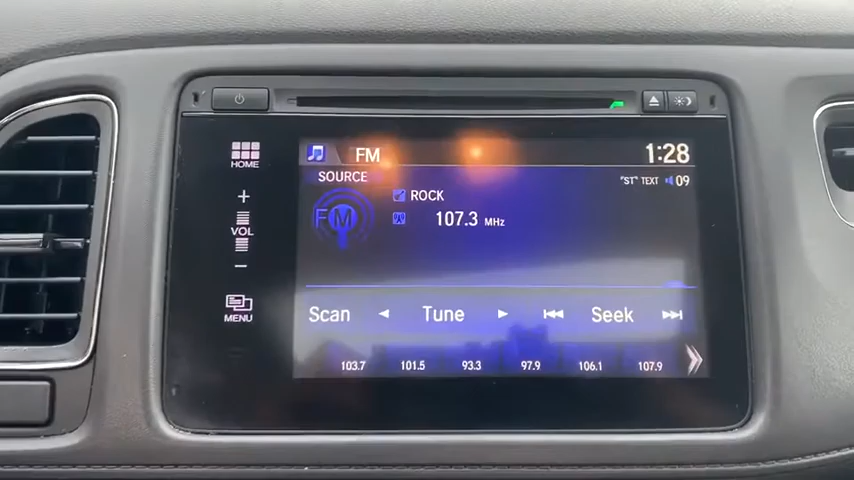 FM
1:28
HOME
SOURCE
"ST" TEXT 09
ROCK
FM
107.3 MHz
+
VOL
-
MENU
Scan Tune Seek
103.7 101.5 93.3 97.9 106.1 107.9